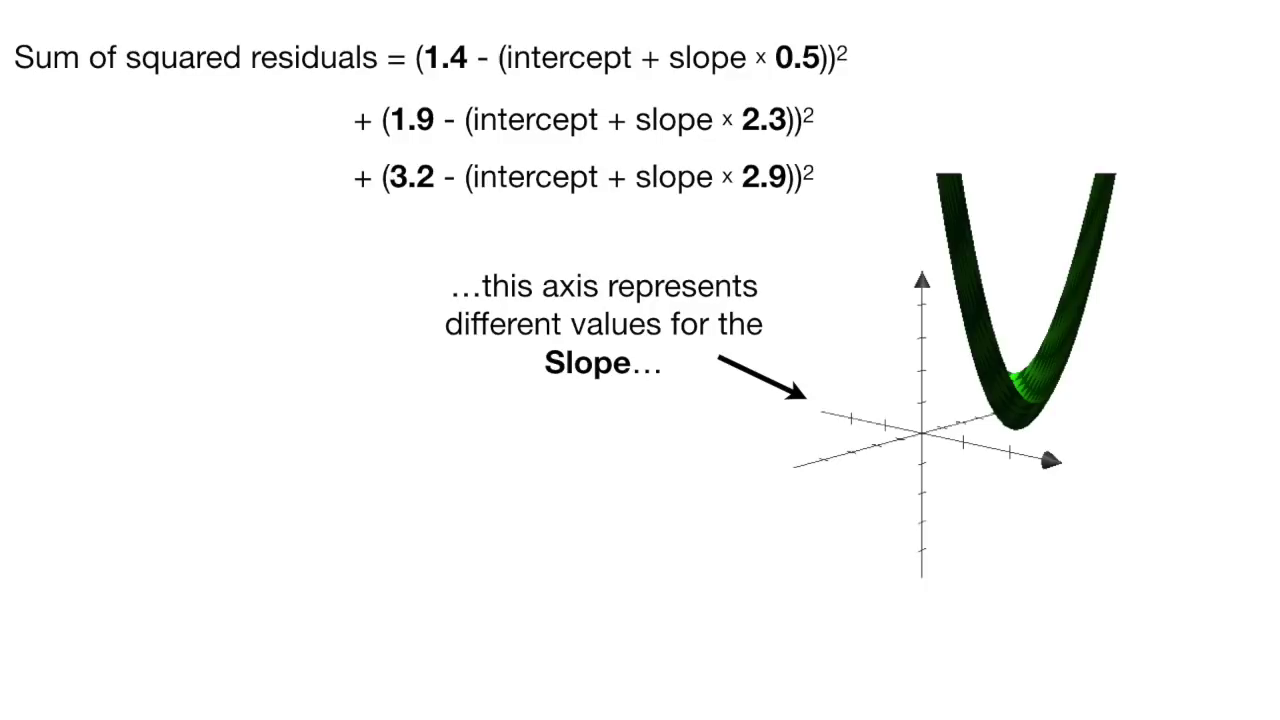 Sum of squared residuals = (1.4 - (intercept + slope × 0.5))²
+ (1.9 - (intercept + slope × 2.3))²
+ (3.2 - (intercept + slope × 2.9))²
…this axis represents
different values for the
Slope…